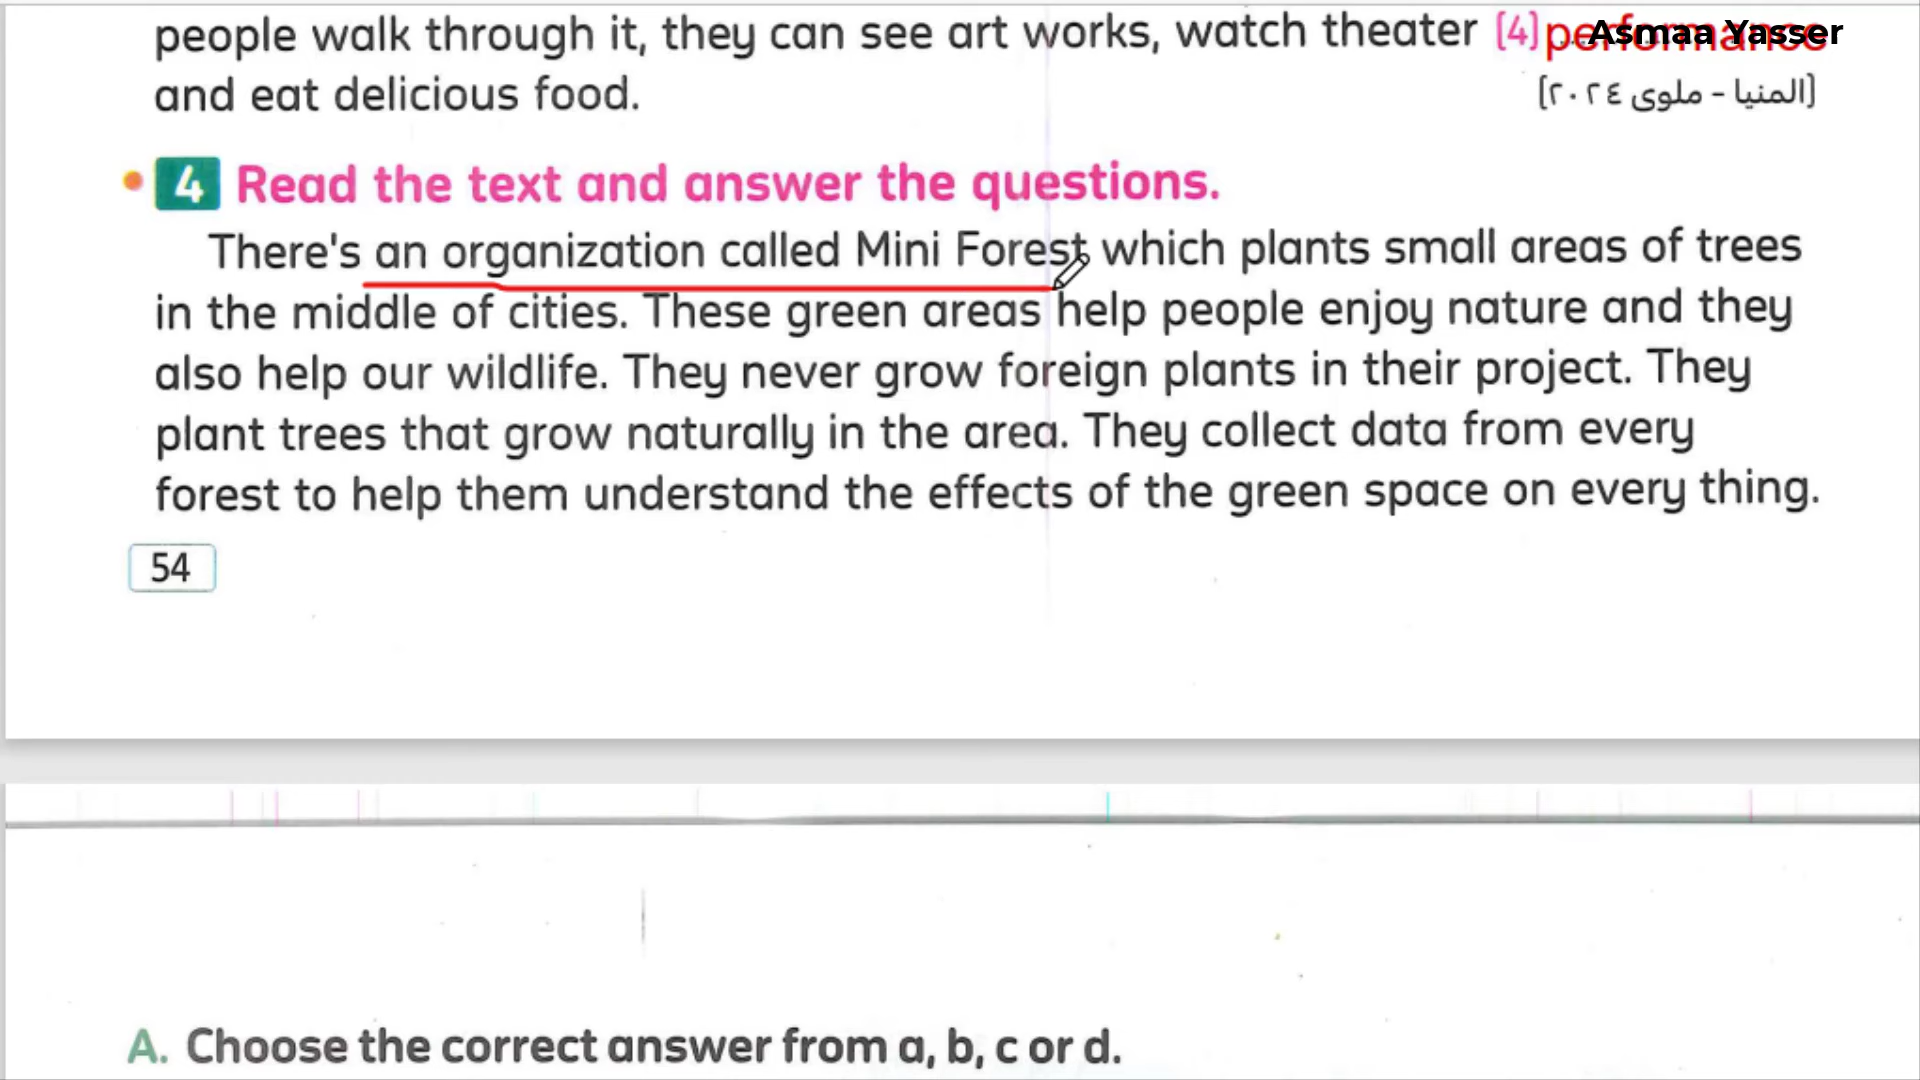 people walk through it, they can see art works, watch theater [4] performance
Asmaa Yasser
and eat delicious food.
[المنيا - ملوى ٢٠٢٤]
4 Read the text and answer the questions.
There's an organization called Mini Forest which plants small areas of trees
in the middle of cities. These green areas help people enjoy nature and they
also help our wildlife. They never grow foreign plants in their project. They
plant trees that grow naturally in the area. They collect data from every
forest to help them understand the effects of the green space on every thing.
54
A. Choose the correct answer from a, b, c or d.